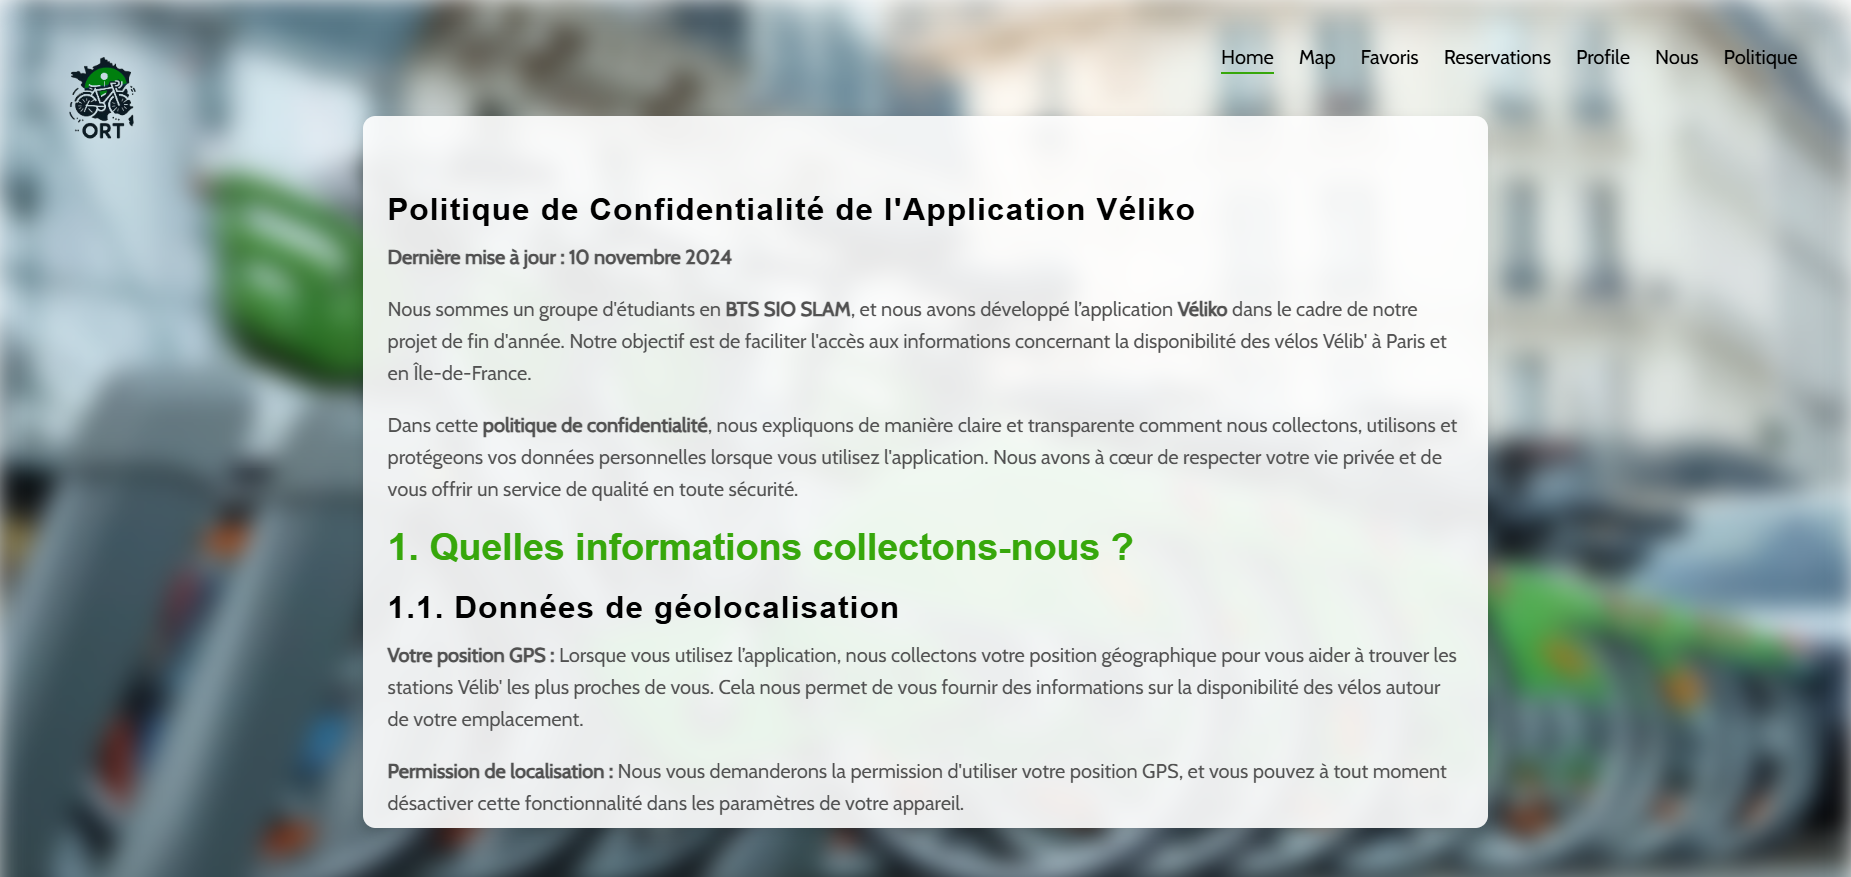 ORT
Home Map Favoris Reservations Profile Nous Politique
Politique de Confidentialité de l'Application Véliko
Dernière mise à jour : 10 novembre 2024
Nous sommes un groupe d'étudiants en BTS SIO SLAM, et nous avons développé l’application Véliko dans le cadre de notre
projet de fin d'année. Notre objectif est de faciliter l'accès aux informations concernant la disponibilité des vélos Vélib' à Paris et
en Île-de-France.
Dans cette politique de confidentialité, nous expliquons de manière claire et transparente comment nous collectons, utilisons et
protégeons vos données personnelles lorsque vous utilisez l'application. Nous avons à cœur de respecter votre vie privée et de
vous offrir un service de qualité en toute sécurité.
1. Quelles informations collectons-nous ?
1.1. Données de géolocalisation
Votre position GPS : Lorsque vous utilisez l’application, nous collectons votre position géographique pour vous aider à trouver les
stations Vélib' les plus proches de vous. Cela nous permet de vous fournir des informations sur la disponibilité des vélos autour
de votre emplacement.
Permission de localisation : Nous vous demanderons la permission d'utiliser votre position GPS, et vous pouvez à tout moment
désactiver cette fonctionnalité dans les paramètres de votre appareil.